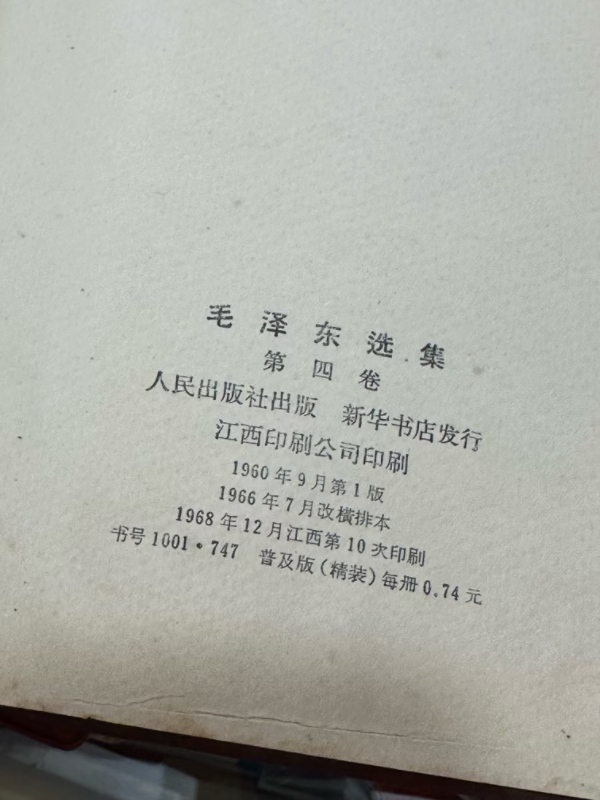 毛泽东选集
第四卷
人民出版社出版 新华书店发行
江西印刷公司印刷
1960年9月第1版
1966年7月改横排本
1968年12月江西第10次印刷
书号1001·747 普及版(精装)每册0.74元